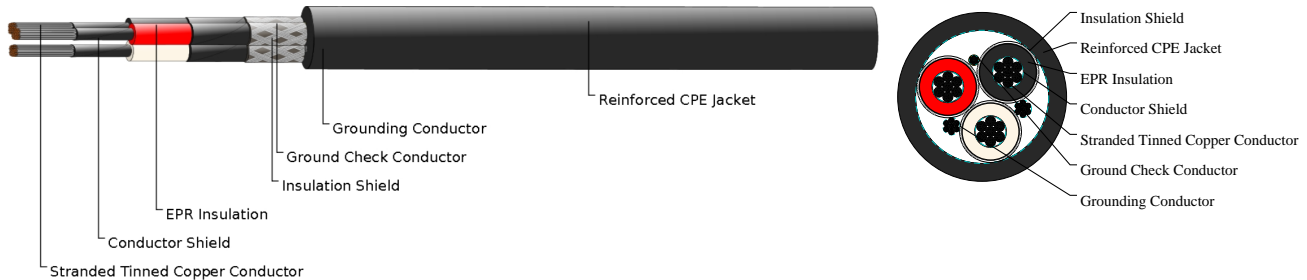 Reinforced CPE Jacket
Grounding Conductor
Ground Check Conductor
Insulation Shield
EPR Insulation
Conductor Shield
Stranded Tinned Copper Conductor
Insulation Shield
Reinforced CPE Jacket
EPR Insulation
Conductor Shield
Stranded Tinned Copper Conductor
Ground Check Conductor
Grounding Conductor